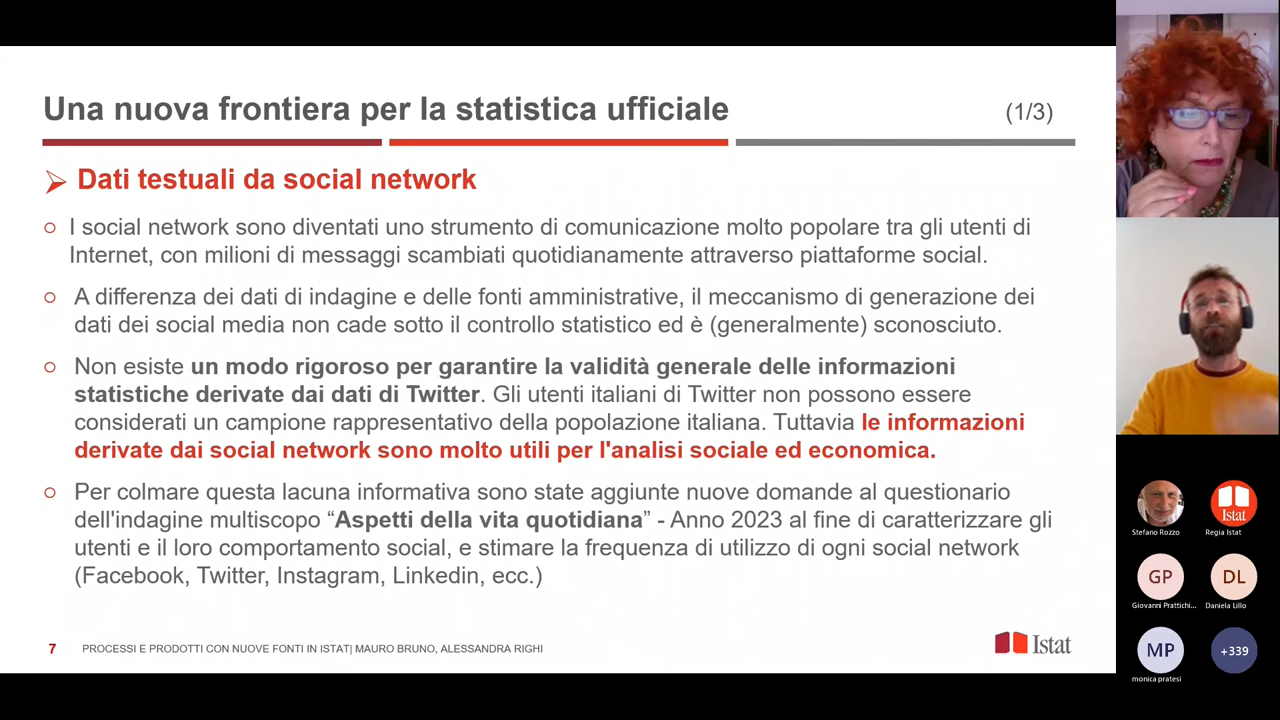 Una nuova frontiera per la statistica ufficiale
(1/3)
Dati testuali da social network
I social network sono diventati uno strumento di comunicazione molto popolare tra gli utenti di
Internet, con milioni di messaggi scambiati quotidianamente attraverso piattaforme social.
A differenza dei dati di indagine e delle fonti amministrative, il meccanismo di generazione dei
dati dei social media non cade sotto il controllo statistico ed è (generalmente) sconosciuto.
Non esiste un modo rigoroso per garantire la validità generale delle informazioni
statistiche derivate dai dati di Twitter. Gli utenti italiani di Twitter non possono essere
considerati un campione rappresentativo della popolazione italiana. Tuttavia le informazioni
derivate dai social network sono molto utili per l'analisi sociale ed economica.
Per colmare questa lacuna informativa sono state aggiunte nuove domande al questionario
dell'indagine multiscopo “Aspetti della vita quotidiana” - Anno 2023 al fine di caratterizzare gli
utenti e il loro comportamento social, e stimare la frequenza di utilizzo di ogni social network
(Facebook, Twitter, Instagram, Linkedin, ecc.)
7
PROCESSI E PRODOTTI CON NUOVE FONTI IN ISTAT| MAURO BRUNO, ALESSANDRA RIGHI
Istat
Istat
Stefano Rozzo
Regia Istat
GP
DL
Giovanni Prattichi...
Daniela Lillo
MP
+339
monica pratesi